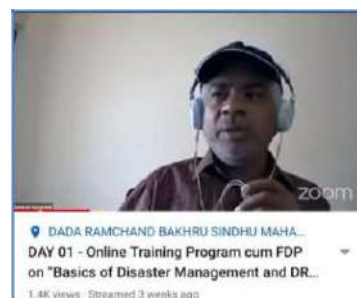 zoom
DADA RAMCHAND BAKHRU SINDHU MAHA...
DAY 01 - Online Training Program cum FDP
on "Basics of Disaster Management and DR...
1.4K views · Streamed 3 weeks ago